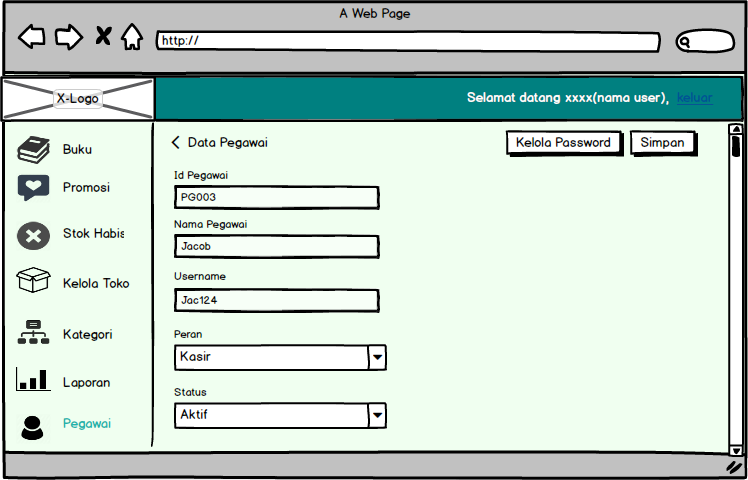 A Web Page
http://
X-Logo
Selamat datang xxxx(nama user), keluar
Buku
Promosi
Stok Habis
Kelola Toko
Kategori
Laporan
Pegawai
Data Pegawai
Kelola Password
Simpan
Id Pegawai
PG003
Nama Pegawai
Jacob
Username
Jac124
Peran
Kasir
Status
Aktif